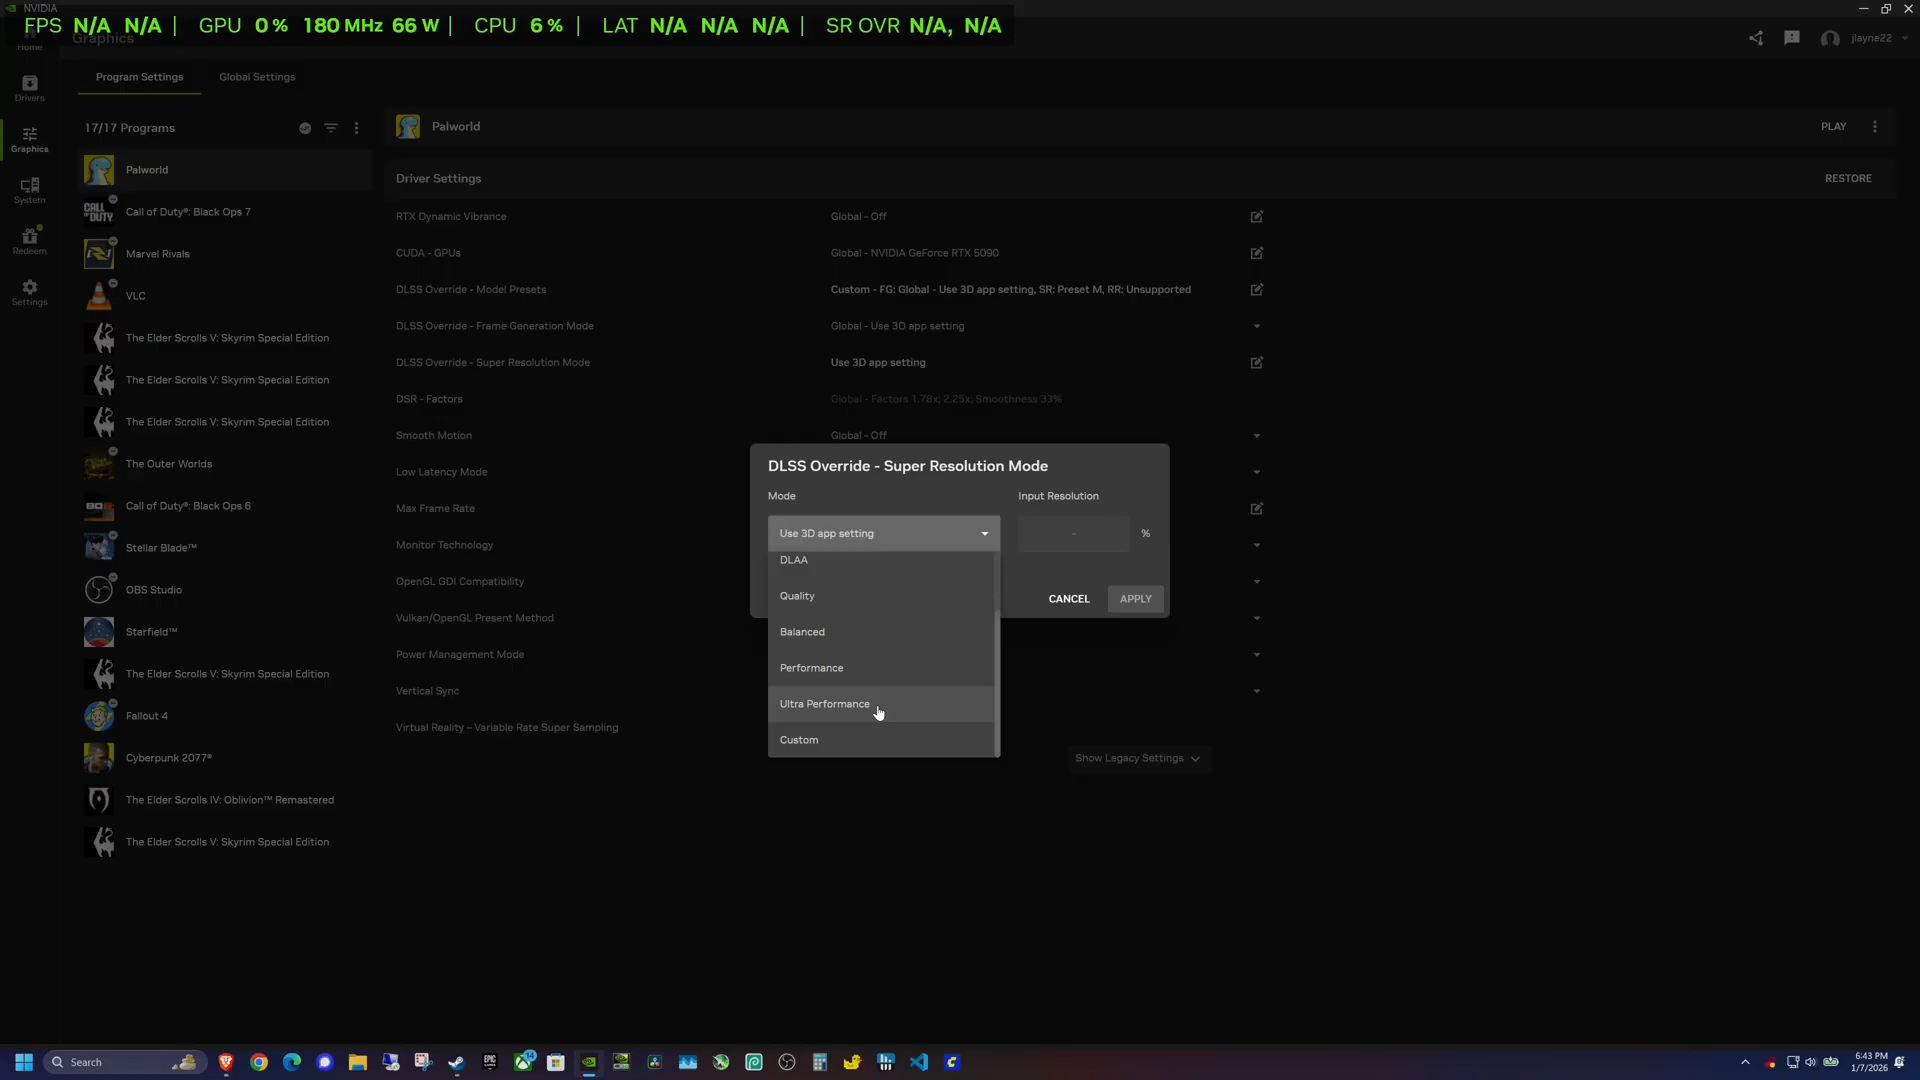 NVIDIA
FPS N/A N/A | GPU 0% 180 MHz 66 W | CPU 6% | LAT N/A N/A N/A | SR OVR N/A, N/A
Home
Graphics
jlayne22
Drivers
Graphics
System
Redeem
Settings
Program Settings
Global Settings
17/17 Programs
Palworld
Call of Duty®: Black Ops 7
Marvel Rivals
VLC
The Elder Scrolls V: Skyrim Special Edition
The Elder Scrolls V: Skyrim Special Edition
The Elder Scrolls V: Skyrim Special Edition
The Outer Worlds
Call of Duty®: Black Ops 6
Stellar Blade™
OBS Studio
Starfield™
The Elder Scrolls V: Skyrim Special Edition
Fallout 4
Cyberpunk 2077®
The Elder Scrolls IV: Oblivion™ Remastered
The Elder Scrolls V: Skyrim Special Edition
Palworld
PLAY
Driver Settings
RESTORE
RTX Dynamic Vibrance Global - Off
CUDA - GPUs Global - NVIDIA GeForce RTX 5090
DLSS Override - Model Presets Custom - FG: Global - Use 3D app setting, SR: Preset M, RR: Unsupported
DLSS Override - Frame Generation Mode Global - Use 3D app setting
DLSS Override - Super Resolution Mode Use 3D app setting
DSR - Factors Global - Factors 1.78x; 2.25x; Smoothness 33%
Smooth Motion Global - Off
Low Latency Mode
Max Frame Rate
Monitor Technology
OpenGL GDI Compatibility
Vulkan/OpenGL Present Method
Power Management Mode
Vertical Sync
Virtual Reality – Variable Rate Super Sampling
Show Legacy Settings
DLSS Override - Super Resolution Mode
Mode
Input Resolution
Use 3D app setting
- %
DLAA
Quality
Balanced
Performance
Ultra Performance
Custom
CANCEL
APPLY
Search
EPIC
14
6:43 PM
1/7/2026